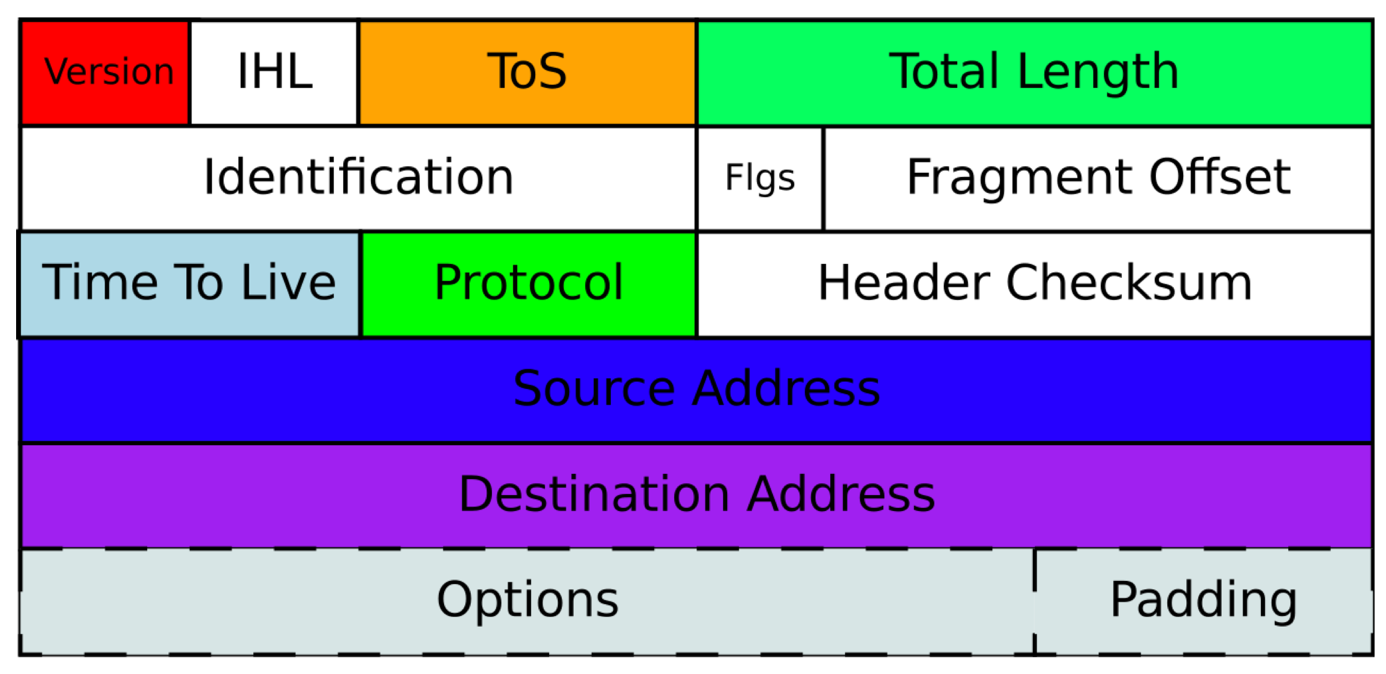 Version IHL ToS Total Length
Identification Flgs Fragment Offset
Time To Live Protocol Header Checksum
Source Address
Destination Address
Options Padding